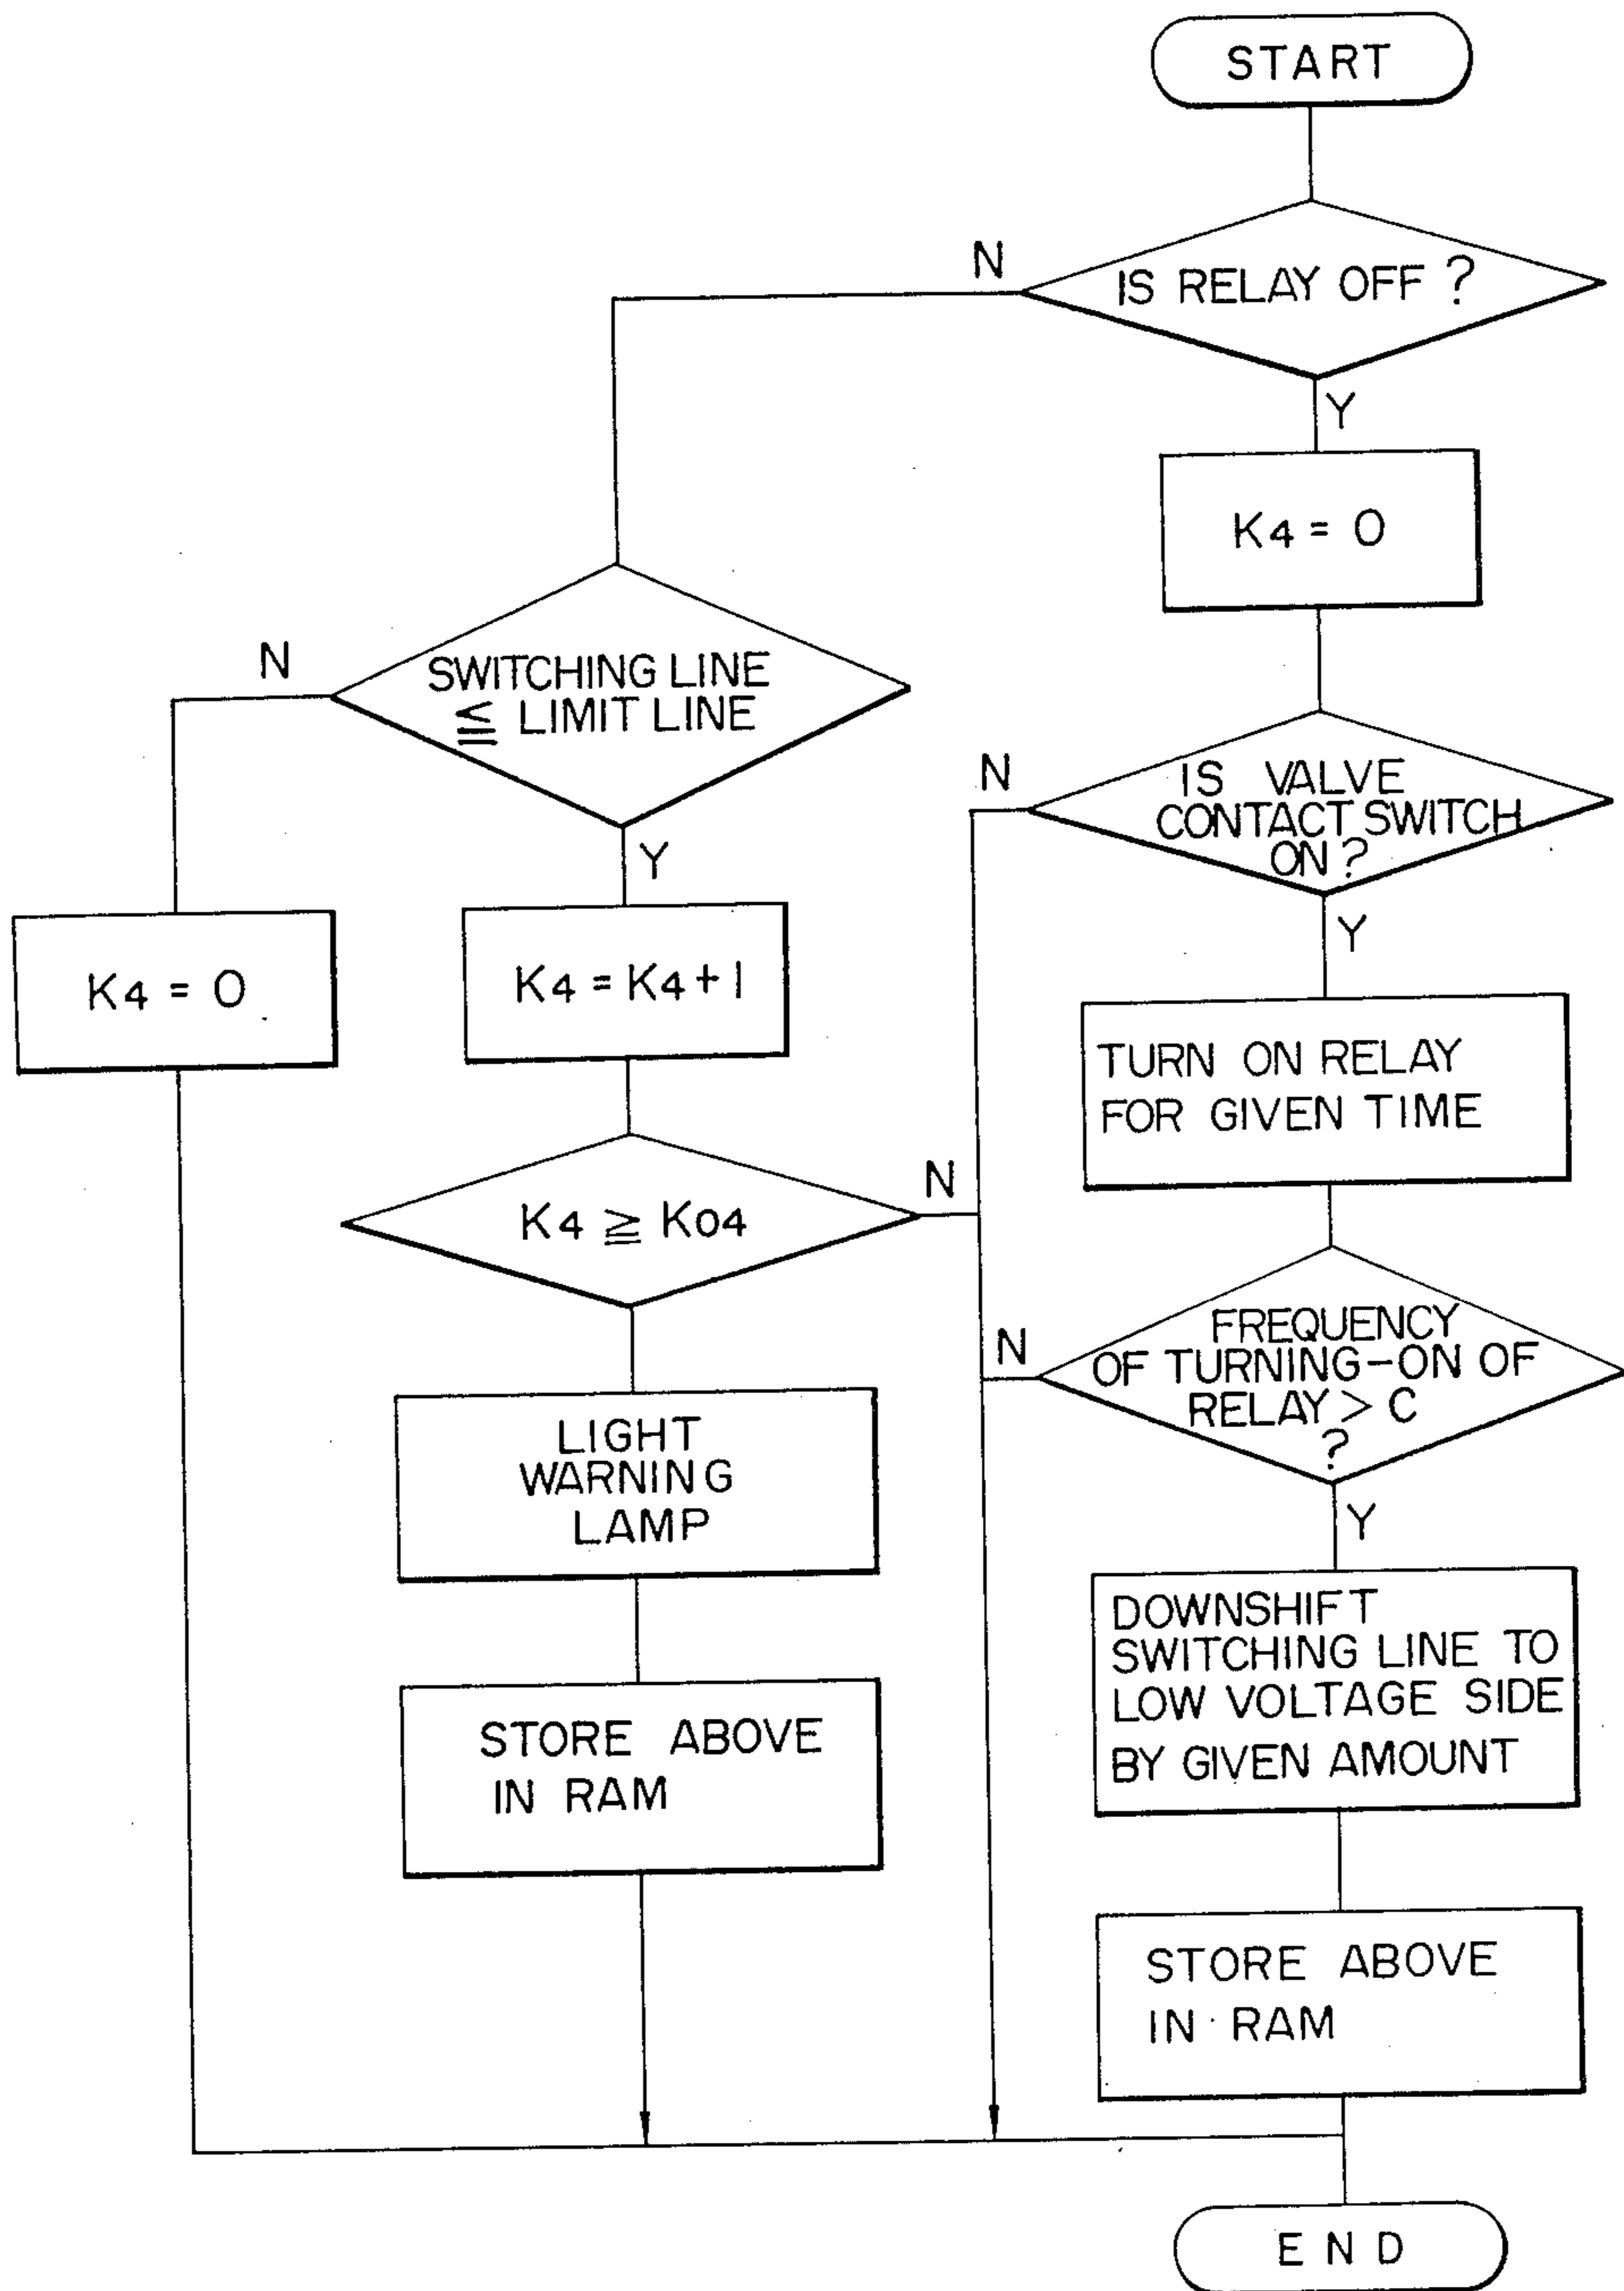 START
N
IS RELAY OFF ?
Y
K4 = 0
N
SWITCHING LINE
≦ LIMIT LINE
Y
N
IS VALVE
CONTACT SWITCH
ON ?
Y
K4 = 0
K4 = K4 + 1
TURN ON RELAY
FOR GIVEN TIME
K4 ≧ K04
N
N
FREQUENCY
OF TURNING-ON OF
RELAY > C
?
Y
LIGHT
WARNING
LAMP
DOWNSHIFT
SWITCHING LINE TO
LOW VOLTAGE SIDE
BY GIVEN AMOUNT
STORE ABOVE
IN RAM
STORE ABOVE
IN RAM
END